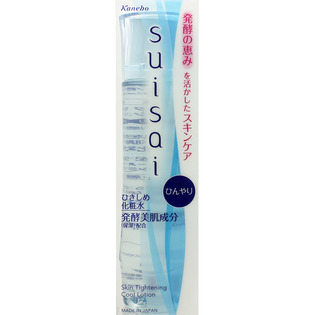 Kanebo
suisai
発酵の恵み
を活かしたスキンケア
ひんやり
ひきしめ
化粧水
発酵美肌成分
(保湿)配合
Skin Tightening
Cool Lotion
MADE IN JAPAN